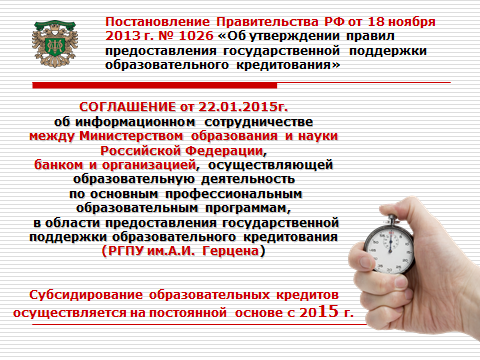 Постановление Правительства РФ от 18 ноября
2013 г. № 1026 «Об утверждении правил
предоставления государственной поддержки
образовательного кредитования»
СОГЛАШЕНИЕ от 22.01.2015г.
об информационном сотрудничестве
между Министерством образования и науки
Российской Федерации,
банком и организацией, осуществляющей
образовательную деятельность
по основным профессиональным
образовательным программам,
в области предоставления государственной
поддержки образовательного кредитования
(РГПУ им.А.И. Герцена)
Субсидирование образовательных кредитов
осуществляется на постоянной основе с 2015 г.